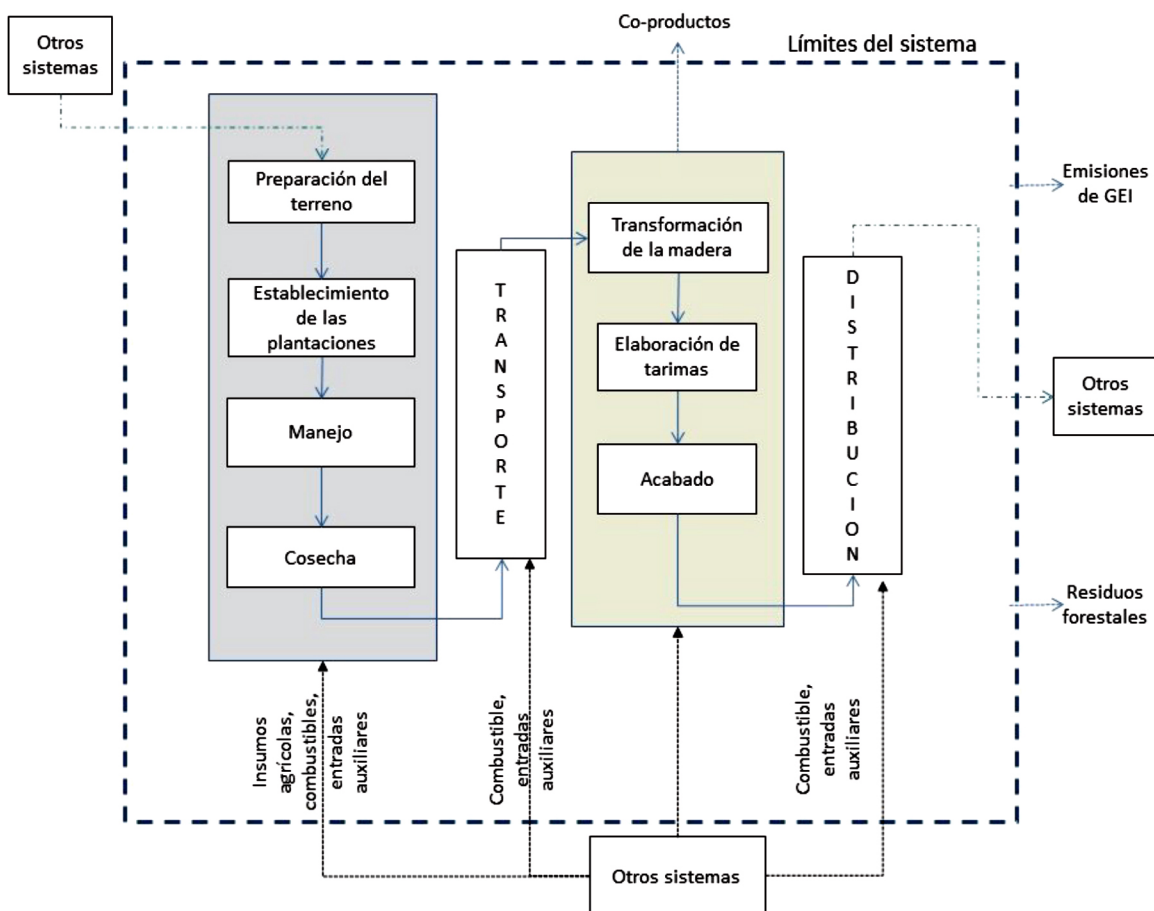 Otros
sistemas
Co-productos
Límites del sistema
Preparación del
terreno
Establecimiento
de las
plantaciones
Manejo
Cosecha
TRANSPORTE
Transformación
de la madera
Elaboración de
tarimas
Acabado
DISTRIBUCION
Emisiones
de GEI
Otros
sistemas
Residuos
forestales
Insumos
agrícolas,
combustibles,
entradas
auxiliares
Combustible,
entradas
auxiliares
Combustible,
entradas
auxiliares
Otros sistemas